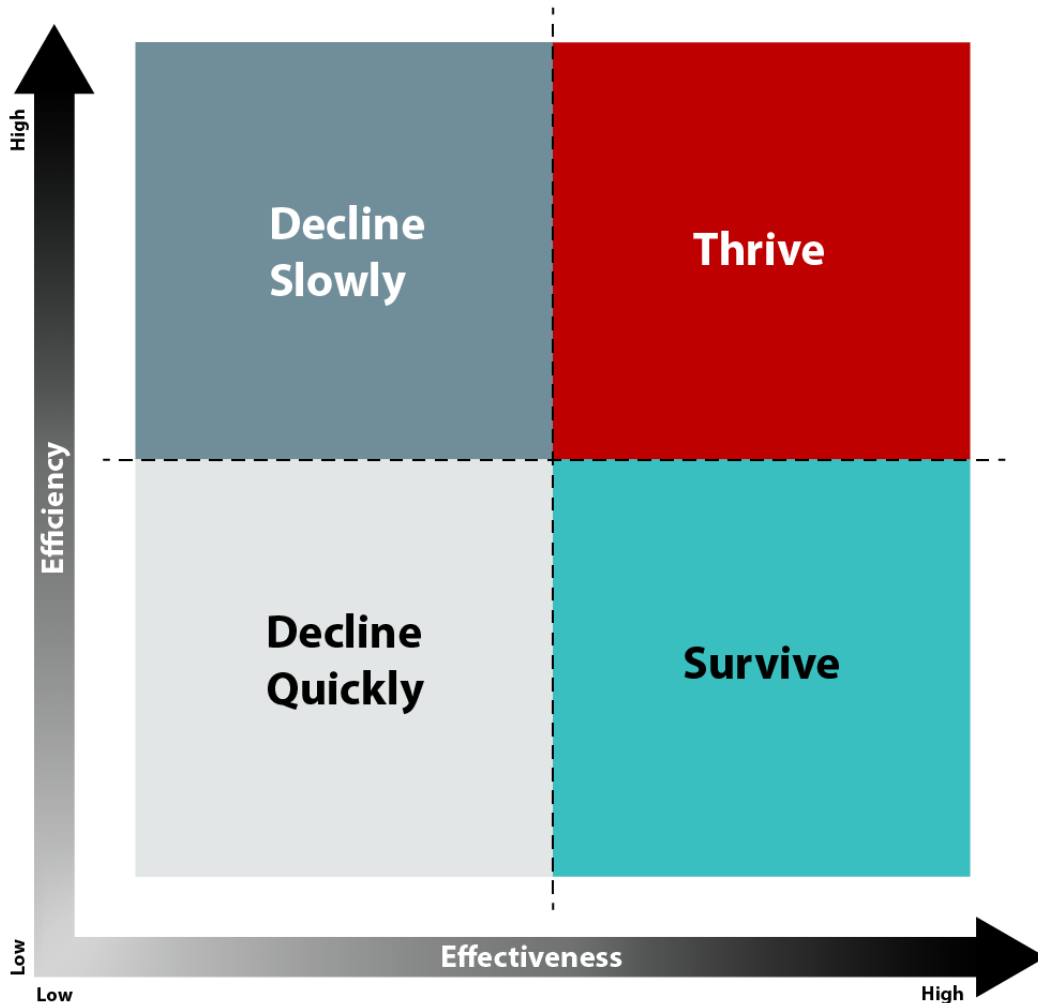 High
Decline
Slowly
Thrive
Efficiency
Decline
Quickly
Survive
Low
Effectiveness
Low
High